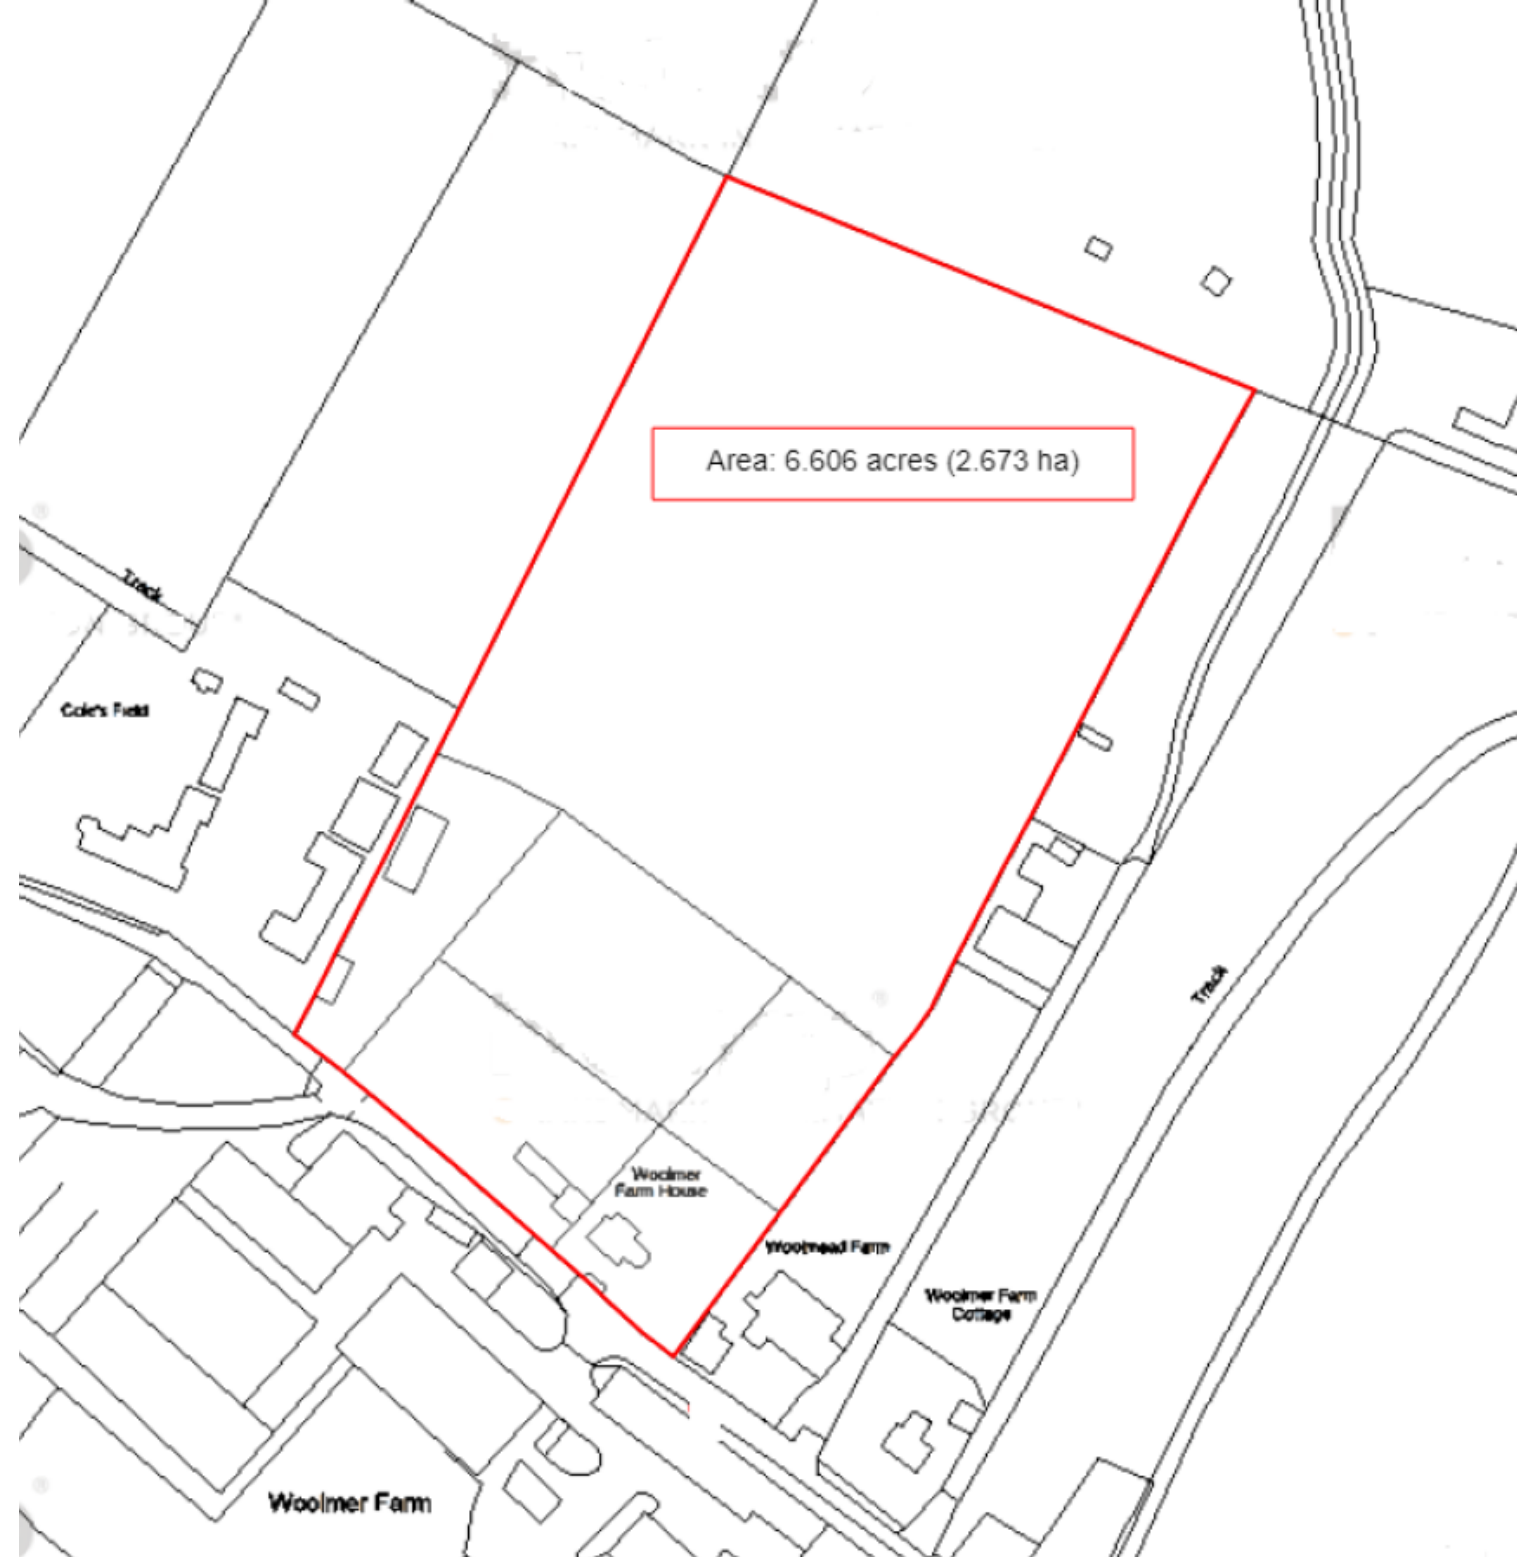 Area: 6.606 acres (2.673 ha)
Track
Cole's Field
Track
Woolmer
Farm House
Woolmead Farm
Woolmer Farm
Cottage
Woolmer Farm